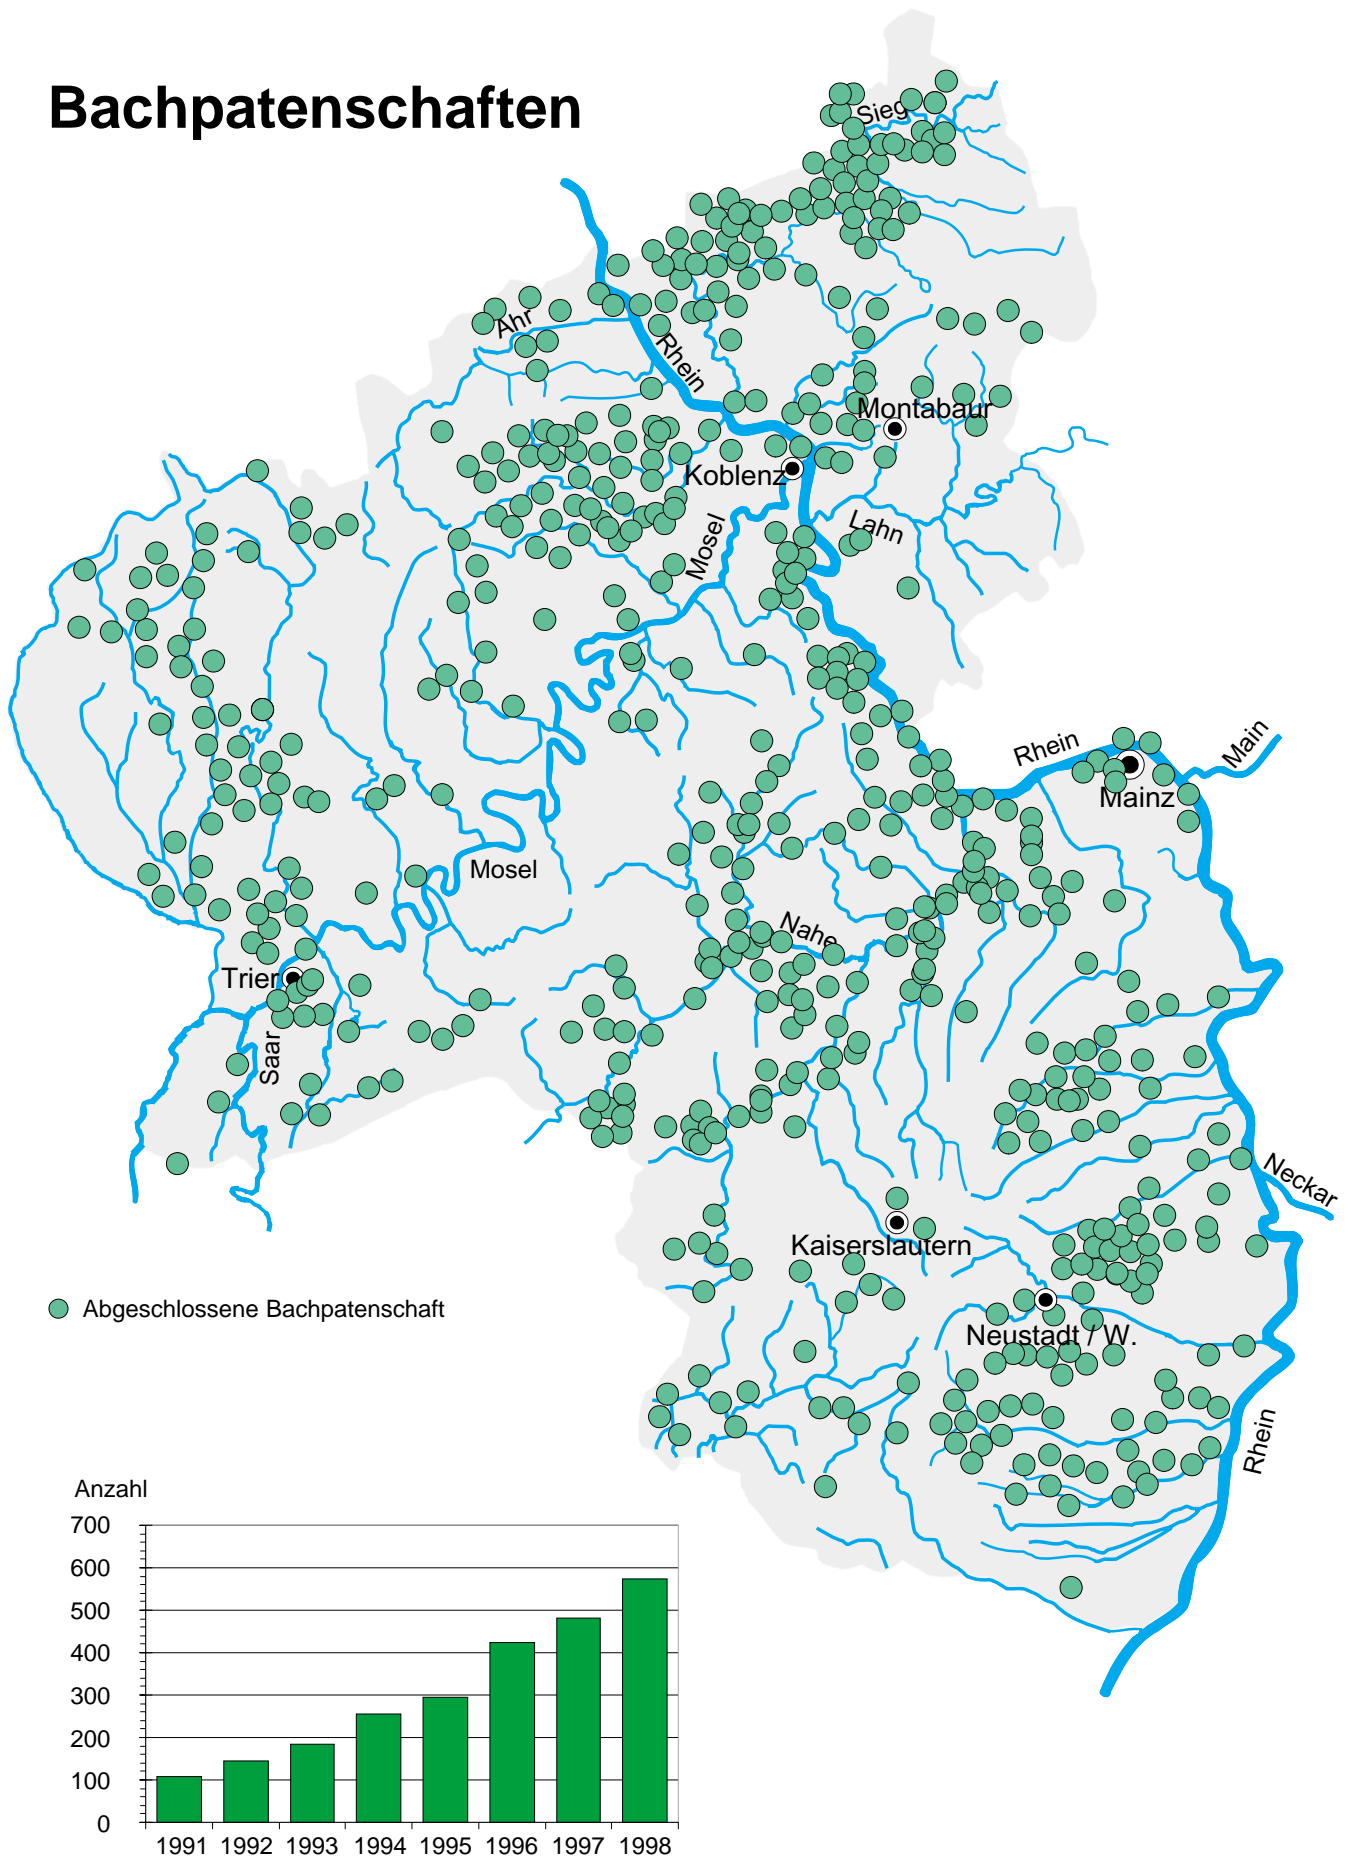 Bachpatenschaften
Sieg
Ahr
Rhein
Montabaur
Koblenz
Lahn
Mosel
Rhein
Main
Mainz
Mosel
Nahe
Trier
Saar
Neckar
Kaiserslautern
Abgeschlossene Bachpatenschaft
Neustadt / W.
Rhein
Anzahl
700
600
500
400
300
200
100
0
1991 1992 1993 1994 1995 1996 1997 1998